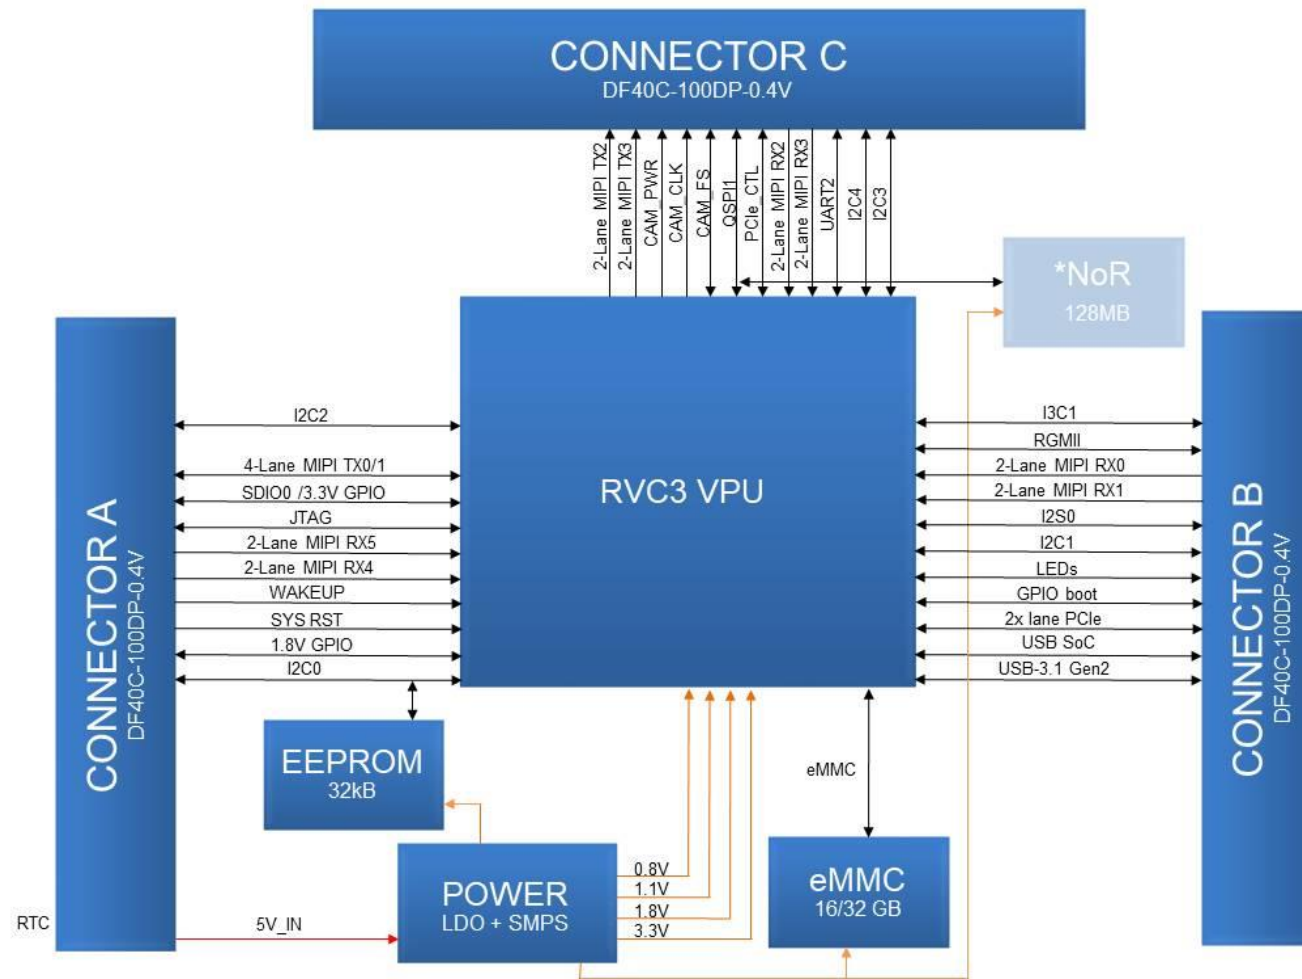 CONNECTOR C
DF40C-100DP-0.4V
2-Lane MIPI TX2
2-Lane MIPI TX3
CAM_PWR
CAM_CLK
CAM_FS
QSPI1
PCIe_CTL
2-Lane MIPI RX2
2-Lane MIPI RX3
UART2
I2C4
I2C3
*NoR
128MB
CONNECTOR A
DF40C-100DP-0.4V
I2C2
4-Lane MIPI TX0/1
SDIO0 /3.3V GPIO
JTAG
2-Lane MIPI RX5
2-Lane MIPI RX4
WAKEUP
SYS RST
1.8V GPIO
I2C0
RVC3 VPU
I3C1
RGMII
2-Lane MIPI RX0
2-Lane MIPI RX1
I2S0
I2C1
LEDs
GPIO boot
2x lane PCIe
USB SoC
USB-3.1 Gen2
CONNECTOR B
DF40C-100DP-0.4V
EEPROM
32kB
eMMC
POWER
LDO + SMPS
0.8V
1.1V
1.8V
3.3V
eMMC
16/32 GB
RTC
5V_IN